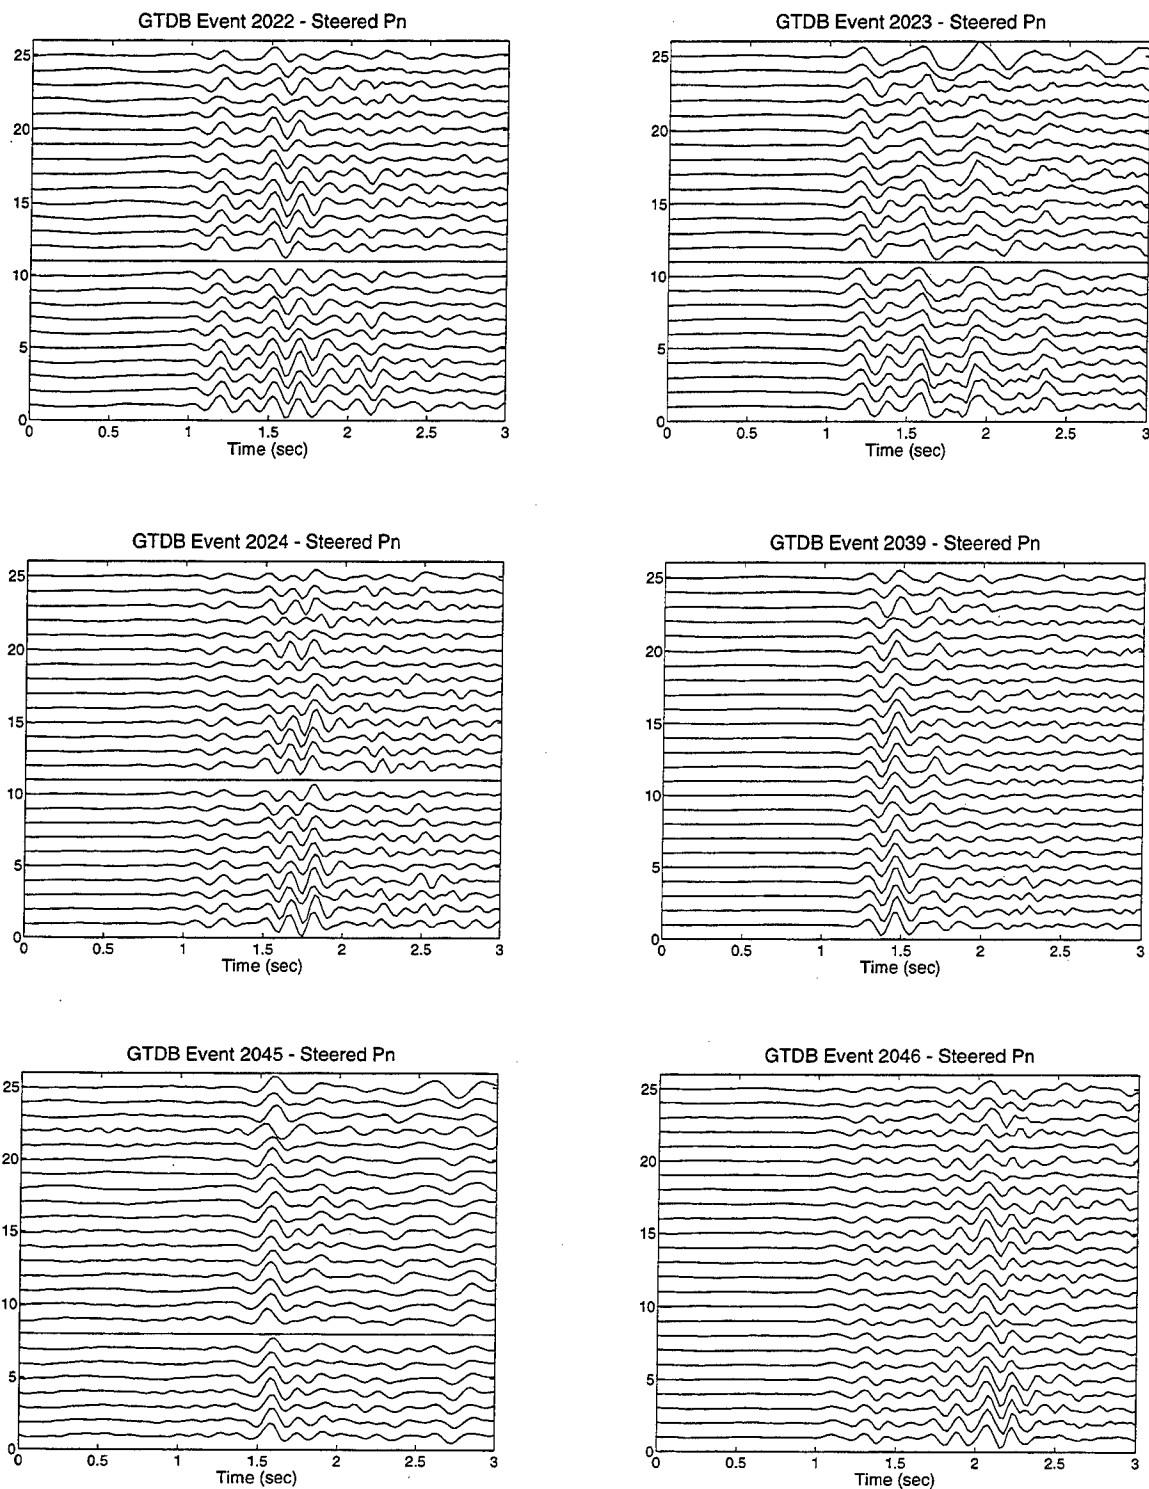 GTDB Event 2022 - Steered Pn
25
20
15
10
5
0
0 0.5 1 1.5 2 2.5 3
Time (sec)
GTDB Event 2023 - Steered Pn
25
20
15
10
5
0
0 0.5 1 1.5 2 2.5 3
Time (sec)
GTDB Event 2024 - Steered Pn
25
20
15
10
5
0
0 0.5 1 1.5 2 2.5 3
Time (sec)
GTDB Event 2039 - Steered Pn
25
20
15
10
5
0
0 0.5 1 1.5 2 2.5 3
Time (sec)
GTDB Event 2045 - Steered Pn
25
20
15
10
5
0
0 0.5 1 1.5 2 2.5 3
Time (sec)
GTDB Event 2046 - Steered Pn
25
20
15
10
5
0
0 0.5 1 1.5 2 2.5 3
Time (sec)